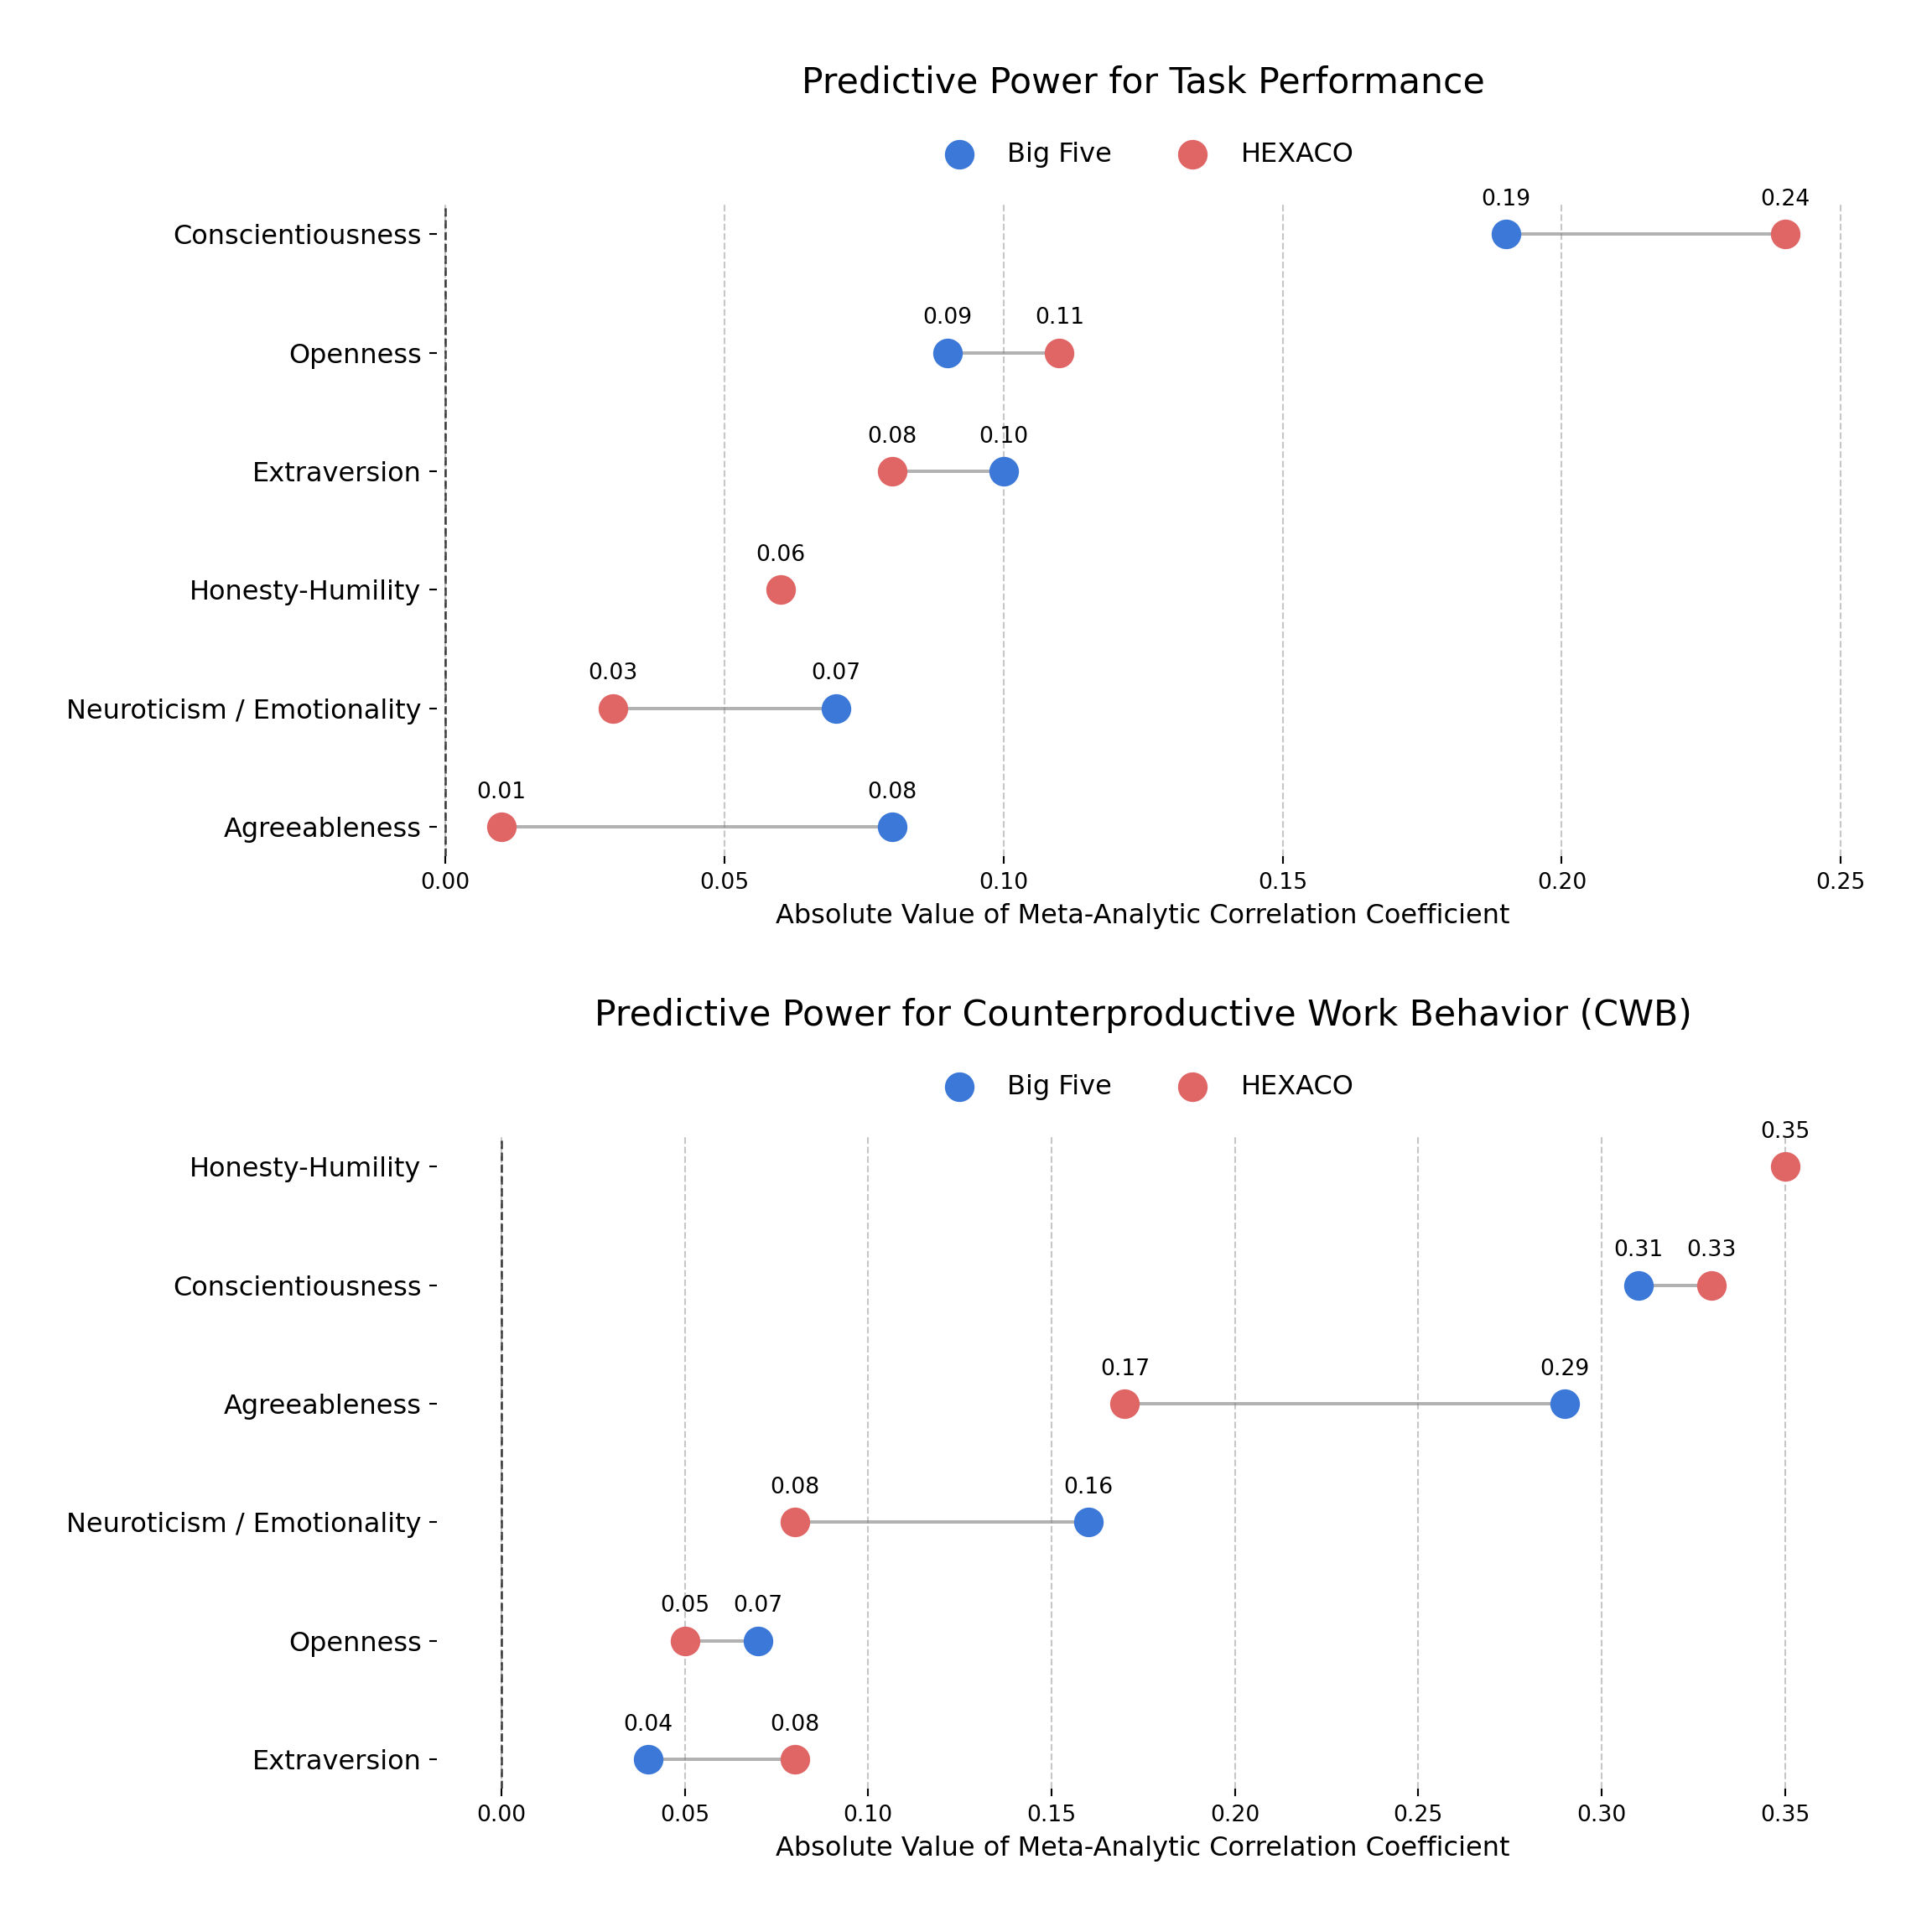 Predictive Power for Task Performance
Big Five HEXACO
0.19 0.24
Conscientiousness
0.09 0.11
Openness
0.08 0.10
Extraversion
0.06
Honesty-Humility
0.03 0.07
Neuroticism / Emotionality
0.01 0.08
Agreeableness
0.00 0.05 0.10 0.15 0.20 0.25
Absolute Value of Meta-Analytic Correlation Coefficient
Predictive Power for Counterproductive Work Behavior (CWB)
Big Five HEXACO
0.35
Honesty-Humility
0.31 0.33
Conscientiousness
0.17 0.29
Agreeableness
0.08 0.16
Neuroticism / Emotionality
0.05 0.07
Openness
0.04 0.08
Extraversion
0.00 0.05 0.10 0.15 0.20 0.25 0.30 0.35
Absolute Value of Meta-Analytic Correlation Coefficient